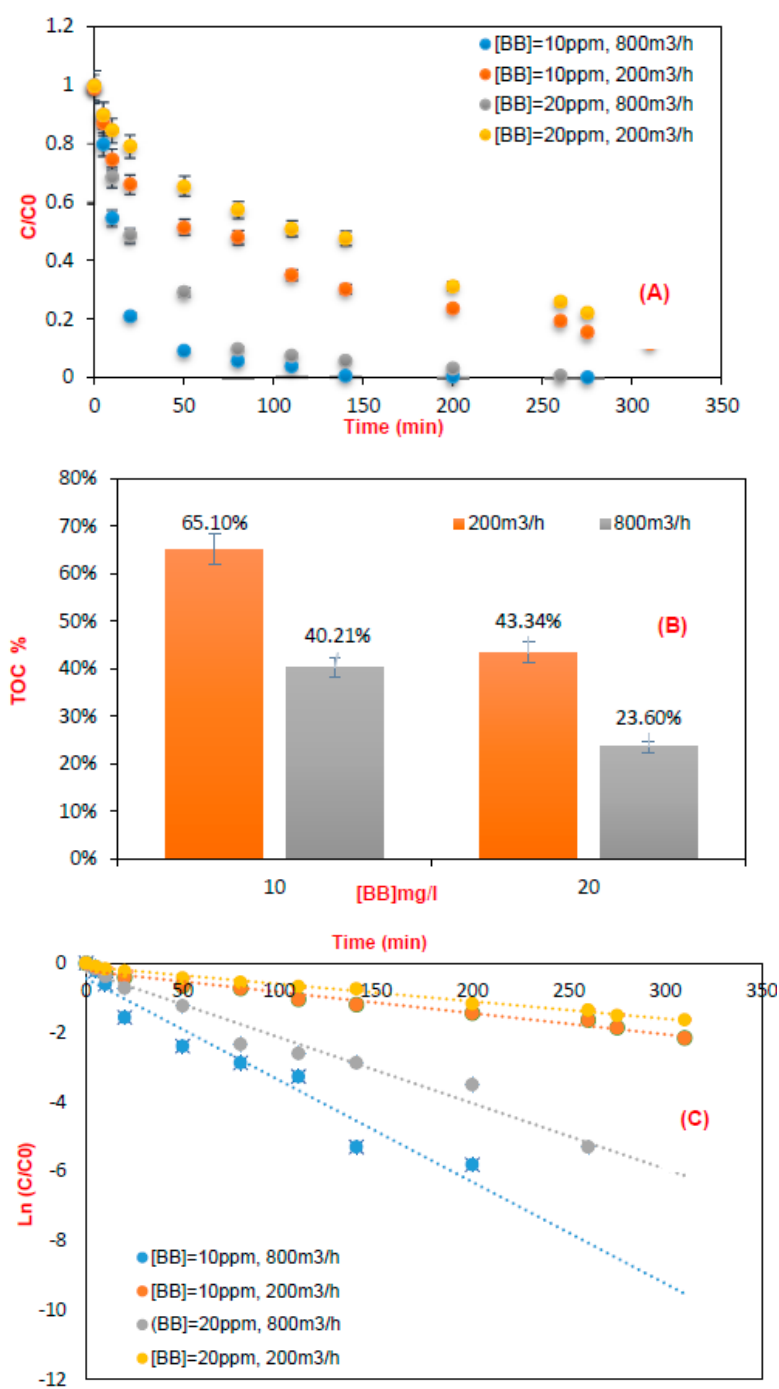 1.2
1
0.8
0.6
0.4
0.2
0
C/C0
[BB]=10ppm, 800m3/h
[BB]=10ppm, 200m3/h
[BB]=20ppm, 800m3/h
[BB]=20ppm, 200m3/h
(A)
0 50 100 150 200 250 300 350
Time (min)
80%
70%
60%
50%
40%
30%
20%
10%
0%
TOC %
200m3/h 800m3/h
65.10%
40.21%
43.34%
23.60%
(B)
10 20
[BB]mg/l
Time (min)
0 50 100 150 200 250 300 350
0
-2
-4
-6
-8
-10
-12
Ln (C/C0)
(C)
[BB]=10ppm, 800m3/h
[BB]=10ppm, 200m3/h
(BB]=20ppm, 800m3/h
[BB]=20ppm, 200m3/h